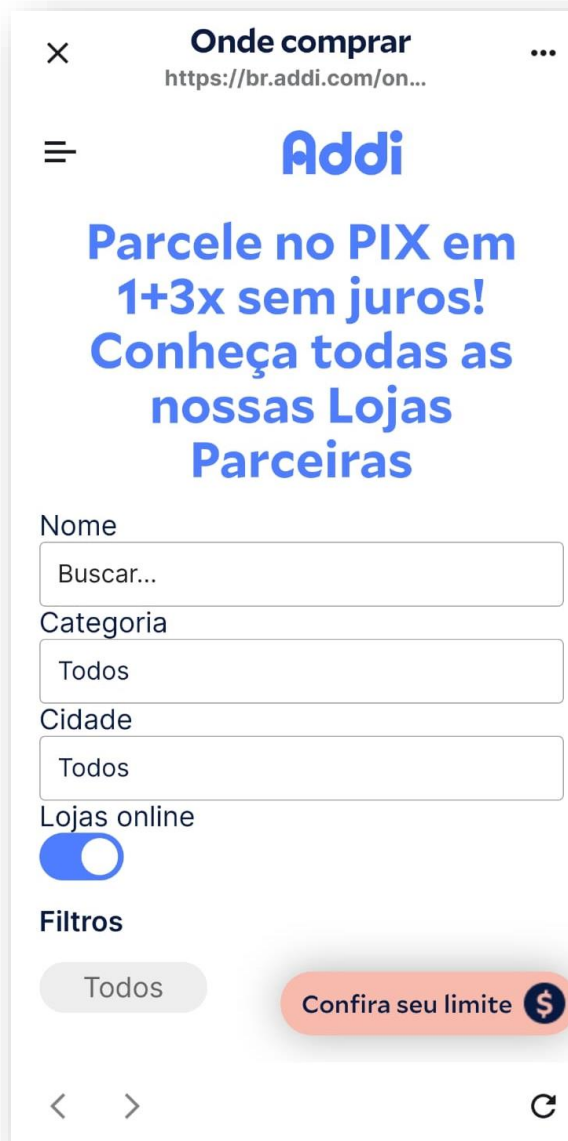 Onde comprar
https://br.addi.com/on...
Addi
Parcele no PIX em
1+3x sem juros!
Conheça todas as
nossas Lojas
Parceiras
Nome
Buscar...
Categoria
Todos
Cidade
Todos
Lojas online
Filtros
Todos
Confira seu limite $